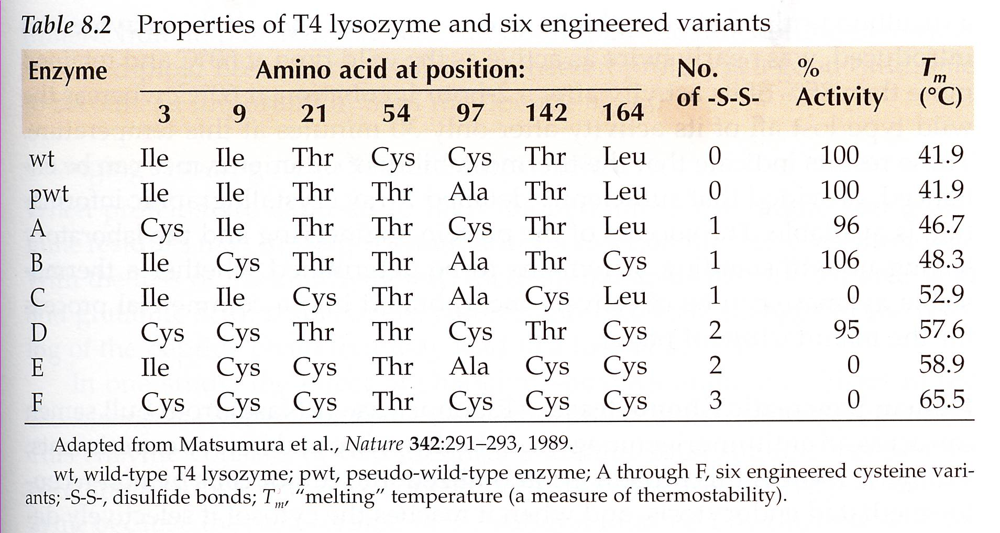 Table 8.2 Properties of T4 lysozyme and six engineered variants
Enzyme Amino acid at position: No. of -S-S- % Activity Tm (°C)
3 9 21 54 97 142 164
wt Ile Ile Thr Cys Cys Thr Leu 0 100 41.9
pwt Ile Ile Thr Thr Ala Thr Leu 0 100 41.9
A Cys Ile Thr Thr Cys Thr Leu 1 96 46.7
B Ile Cys Thr Thr Ala Thr Cys 1 106 48.3
C Ile Ile Cys Thr Ala Cys Leu 1 0 52.9
D Cys Cys Thr Thr Cys Thr Cys 2 95 57.6
E Ile Cys Cys Thr Ala Cys Cys 2 0 58.9
F Cys Cys Cys Thr Cys Cys Cys 3 0 65.5
Adapted from Matsumura et al., Nature 342:291–293, 1989.
wt, wild-type T4 lysozyme; pwt, pseudo-wild-type enzyme; A through F, six engineered cysteine vari-
ants; -S-S-, disulfide bonds; Tm, “melting” temperature (a measure of thermostability).